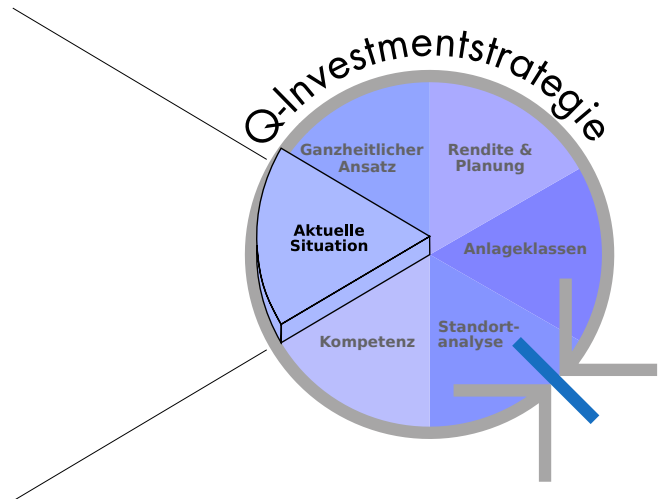 Q-Investmentstrategie
Ganzheitlicher
Ansatz
Rendite &
Planung
Aktuelle
Situation
Anlageklassen
Kompetenz
Standort-
analyse